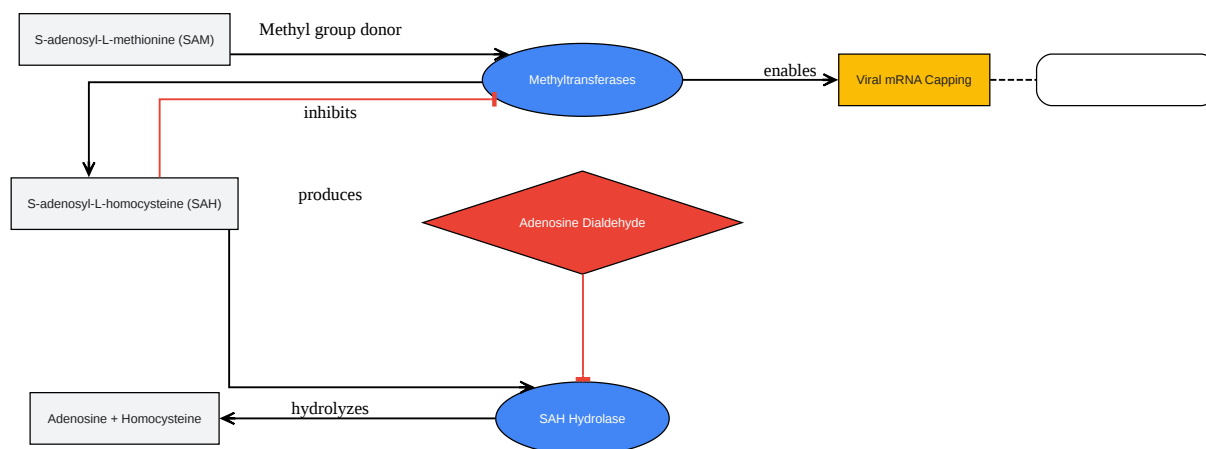 Methyl group donor
S-adenosyl-L-methionine (SAM)
Methyltransferases
enables
Viral mRNA Capping
inhibits
S-adenosyl-L-homocysteine (SAH)
produces
Adenosine Dialdehyde
Adenosine + Homocysteine
hydrolyzes
SAH Hydrolase